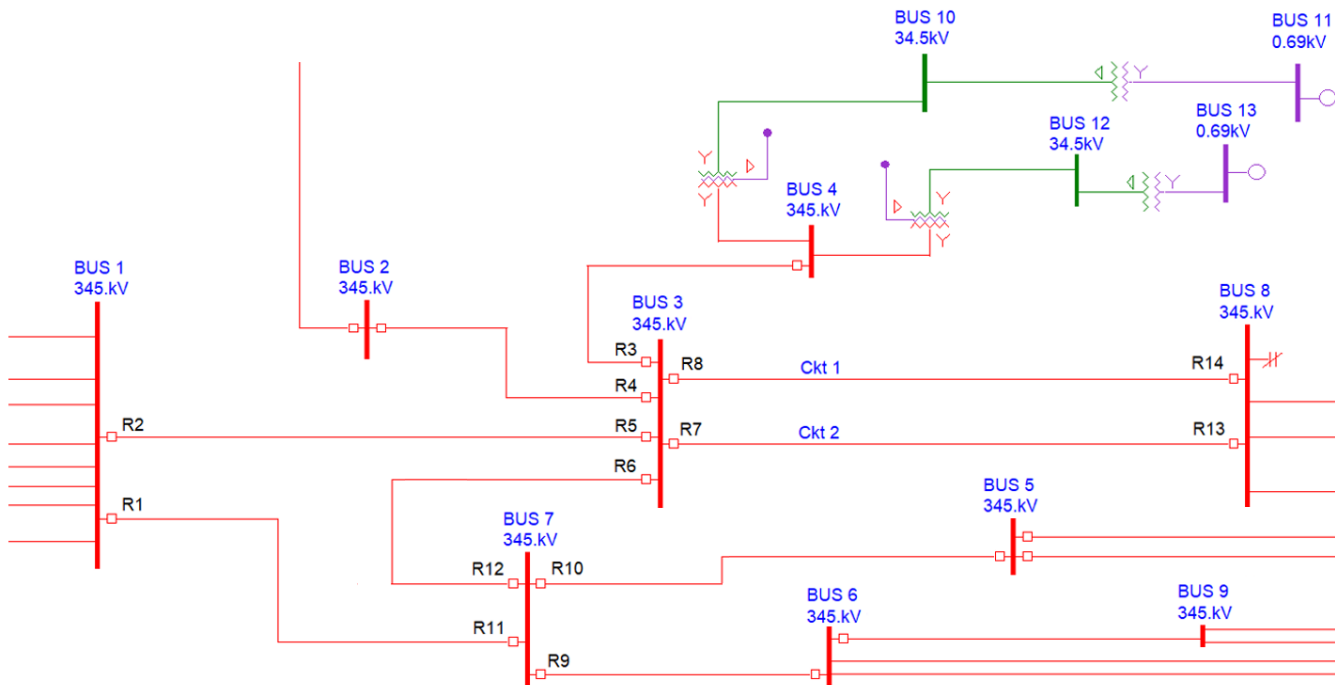 BUS 10
34.5kV
BUS 11
0.69kV
BUS 12
34.5kV
BUS 13
0.69kV
BUS 4
345.kV
BUS 1
345.kV
BUS 2
345.kV
BUS 3
345.kV
BUS 8
345.kV
R3
R8
Ckt 1
R14
R4
R2
R5
R7
Ckt 2
R13
R6
R1
BUS 7
345.kV
BUS 5
345.kV
R12
R10
R11
R9
BUS 6
345.kV
BUS 9
345.kV